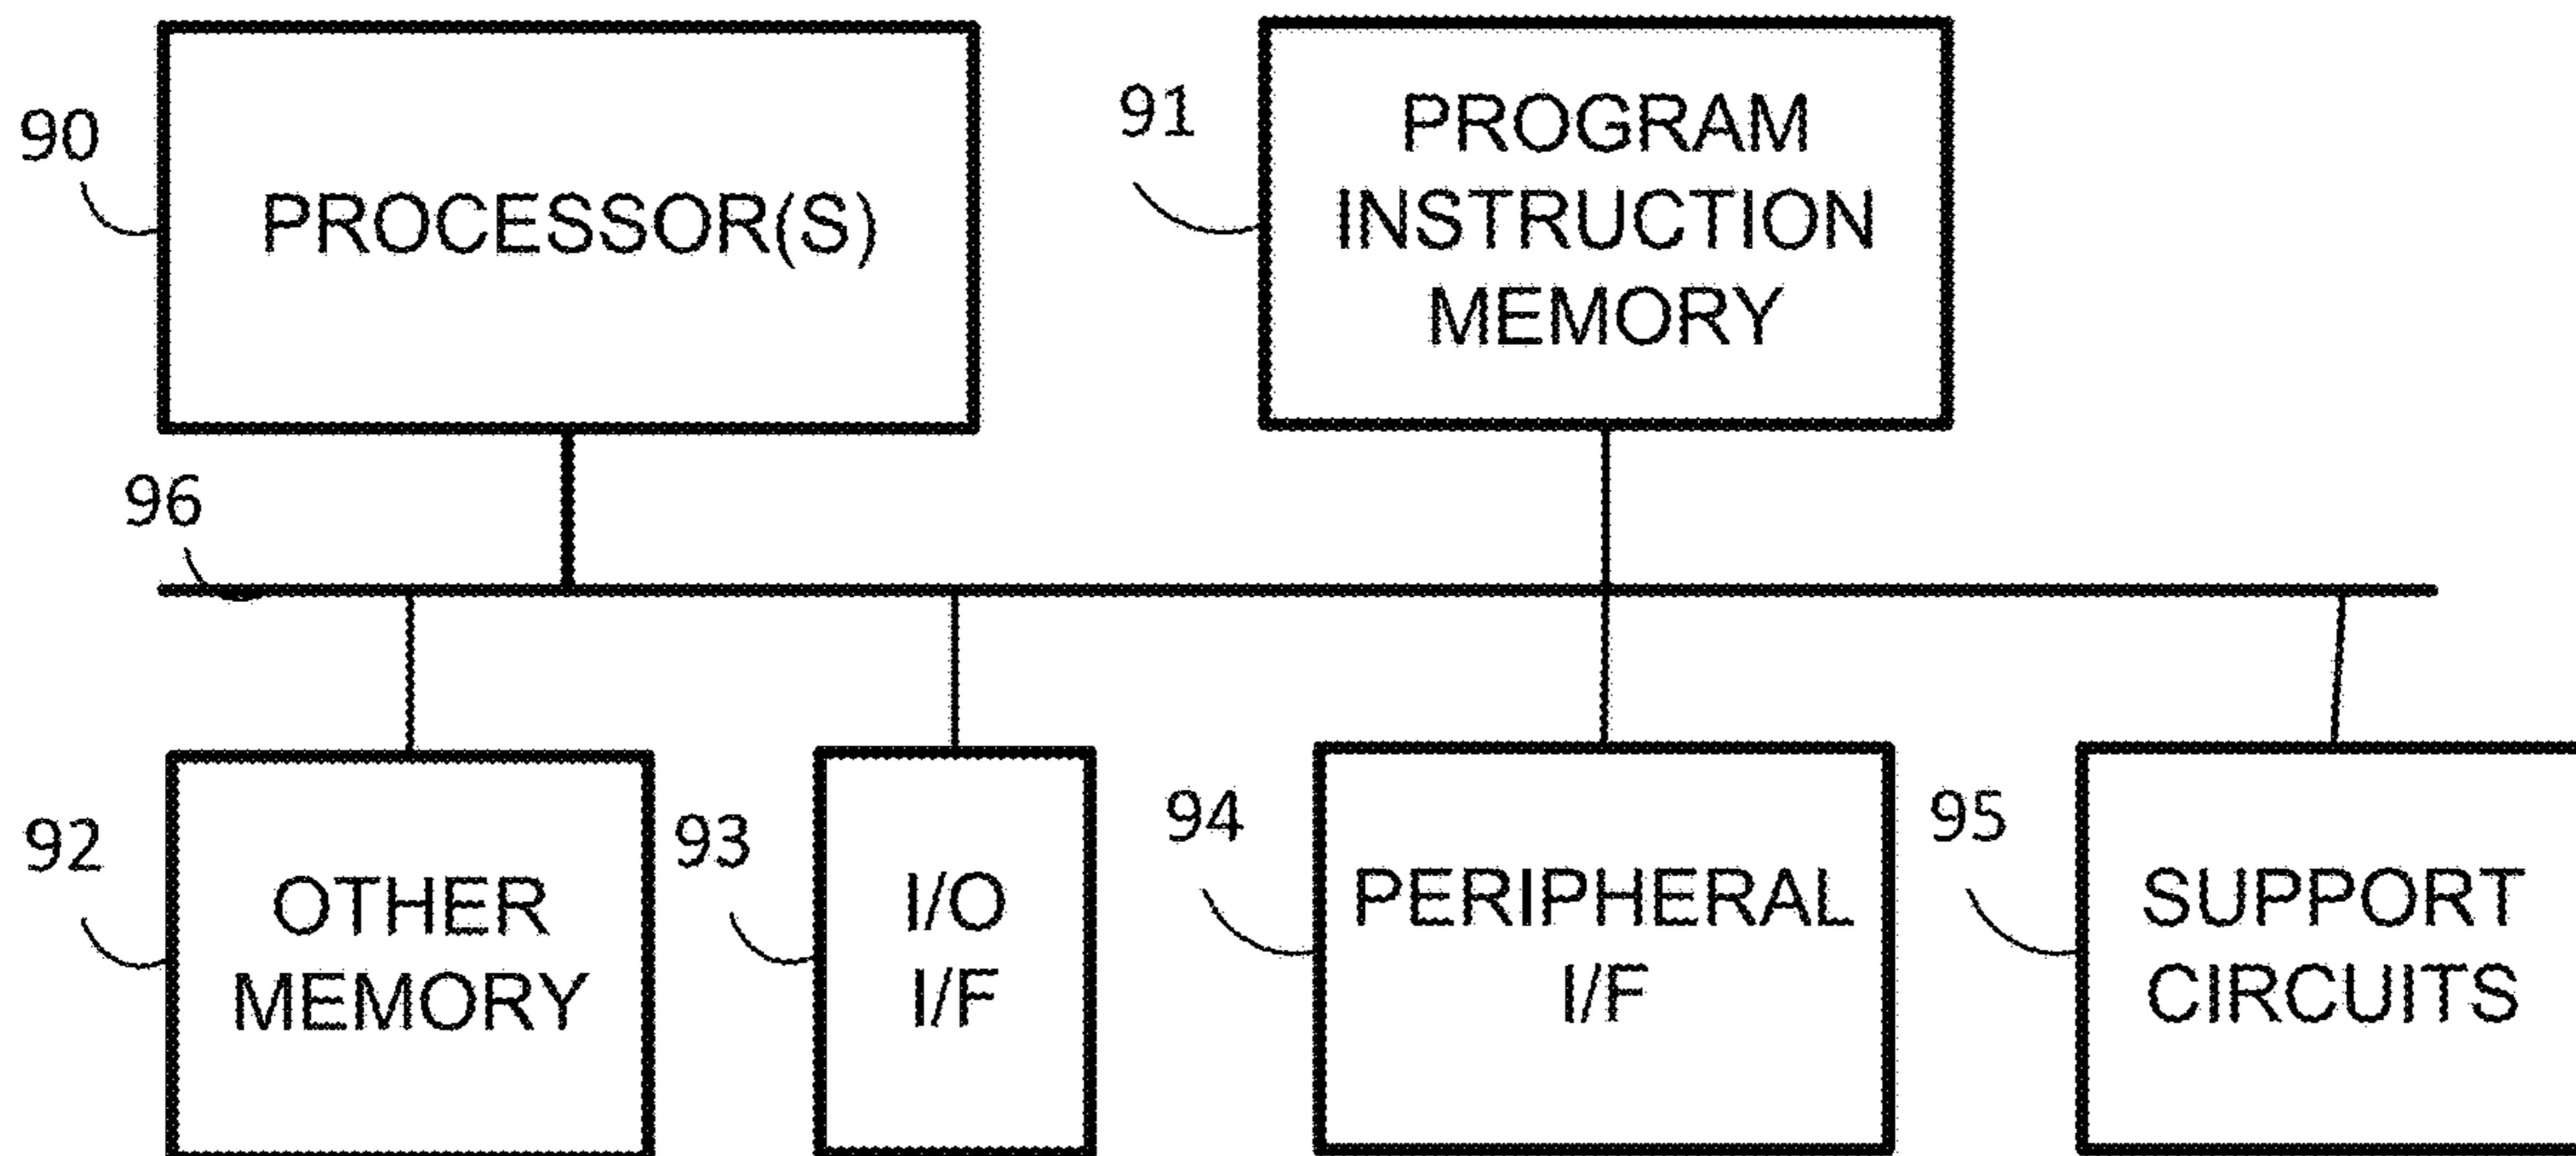 90
PROCESSOR(S)
91
PROGRAM
INSTRUCTION
MEMORY
96
92
OTHER
MEMORY
93
I/O
I/F
94
PERIPHERAL
I/F
95
SUPPORT
CIRCUITS